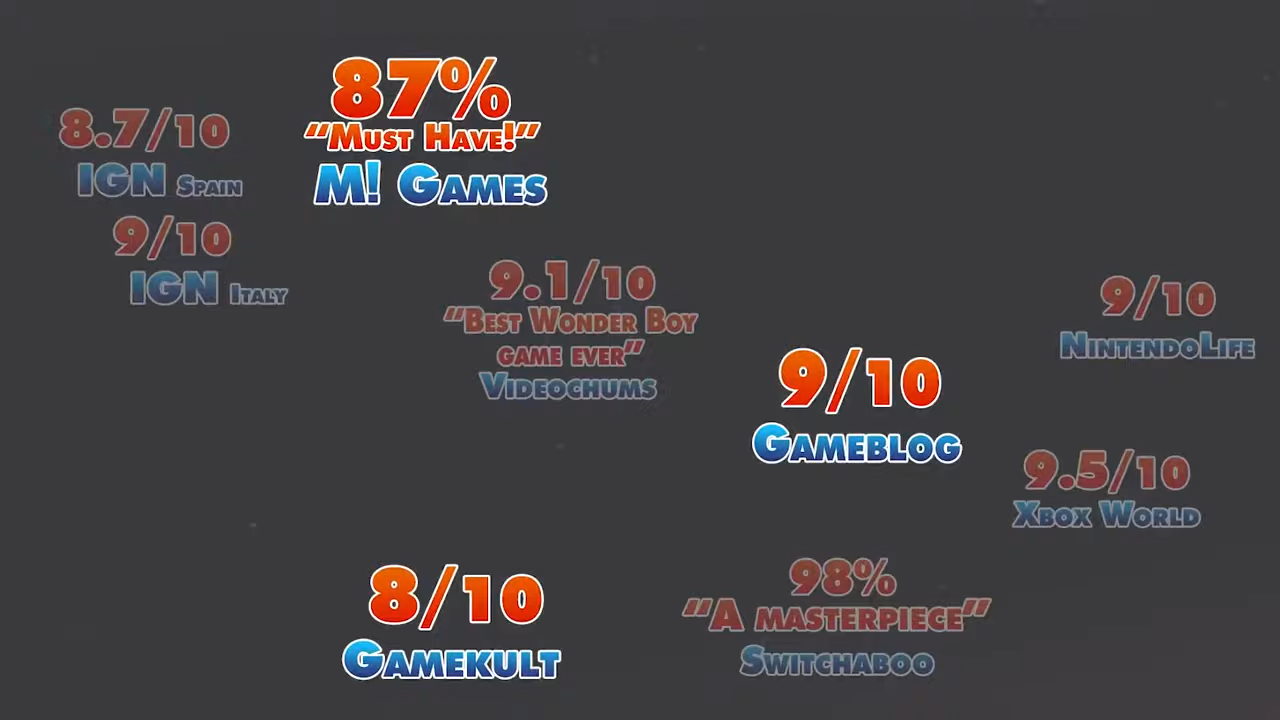 87%
“Must Have!”
M! Games
8.7/10
IGN Spain
9/10
IGN Italy
9.1/10
“Best Wonder Boy
game ever”
Videochums
9/10
NintendoLife
9/10
Gameblog
9.5/10
Xbox World
8/10
Gamekult
98%
“A masterpiece”
Switchaboo